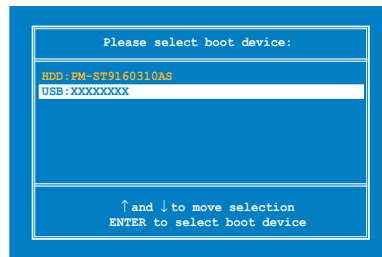 Please select boot device:
HDD:PM-ST9160310AS
USB:XXXXXXXX
↑and ↓to move selection
ENTER to select boot device